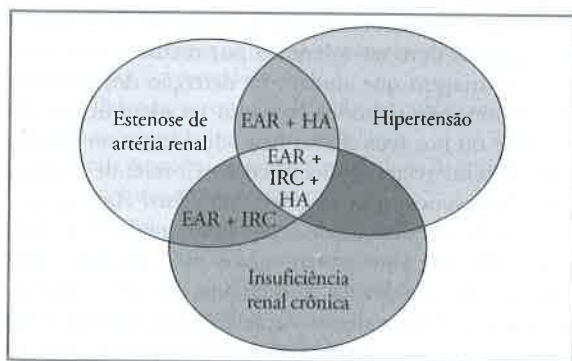 Estenose de
artéria renal
EAR + HA
Hipertensão
EAR +
IRC +
HA
EAR + IRC
Insuficiência
renal crônica